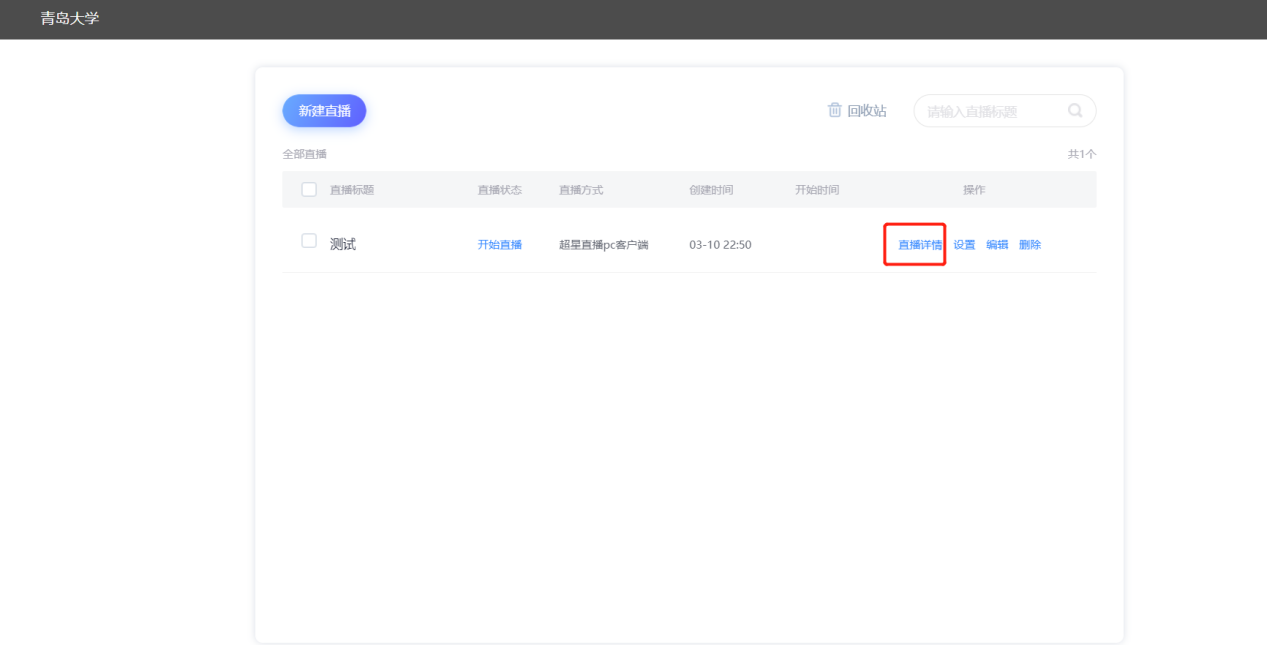 青岛大学
新建直播 回收站 请输入直播标题
全部直播 共1个
直播标题 直播状态 直播方式 创建时间 开始时间 操作
测试 开始直播 超星直播pc客户端 03-10 22:50 直播详情 设置 编辑 删除